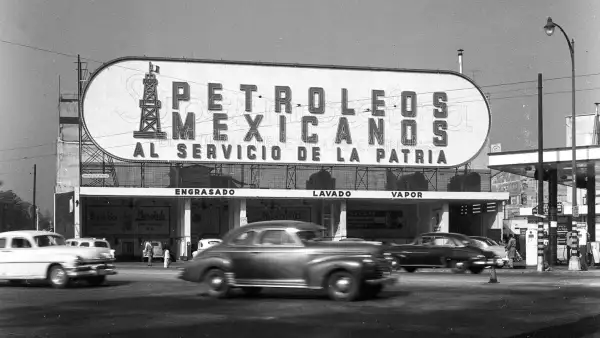 PETROLEOS
MEXICANOS
AL SERVICIO DE LA PATRIA
ENGRASADO LAVADO VAPOR